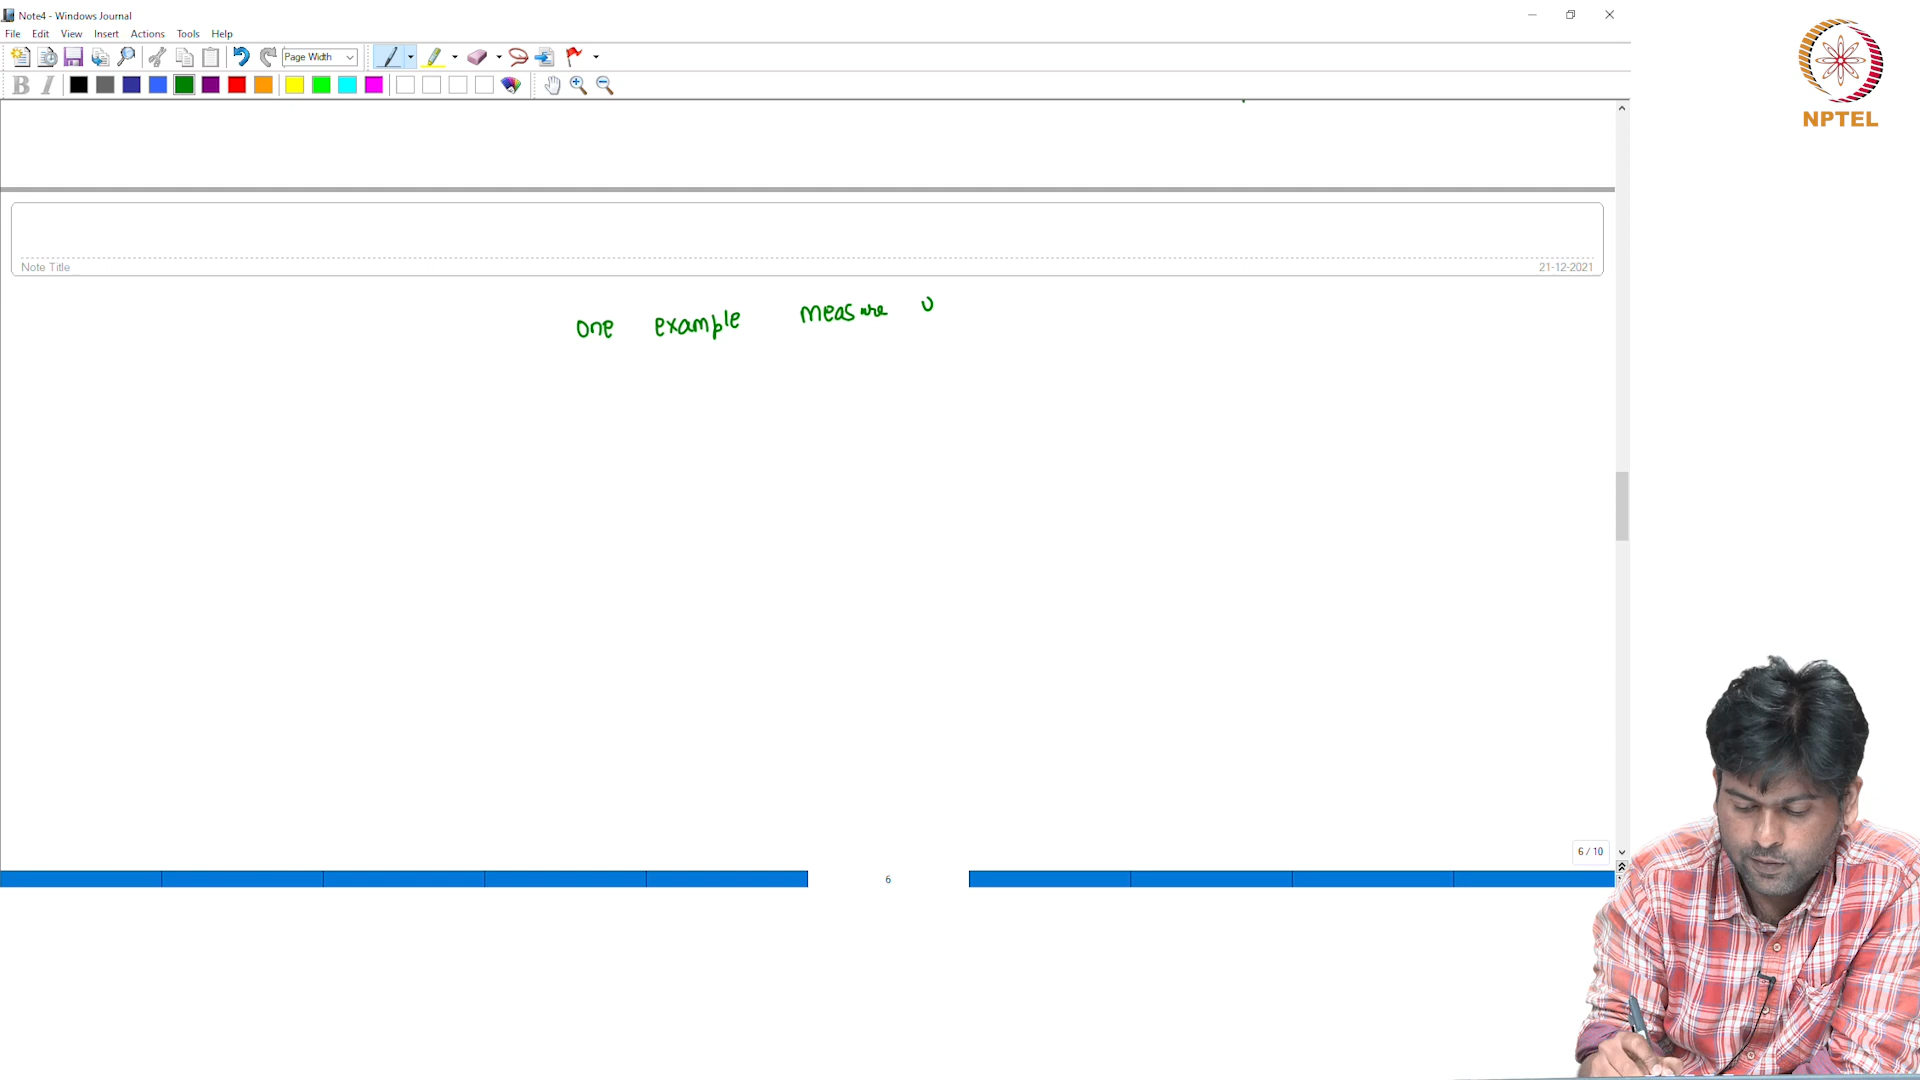 Note4 - Windows Journal
File Edit View Insert Actions Tools Help
Page Width
B I
NPTEL
Note Title
21-12-2021
one example measure
6 / 10
6